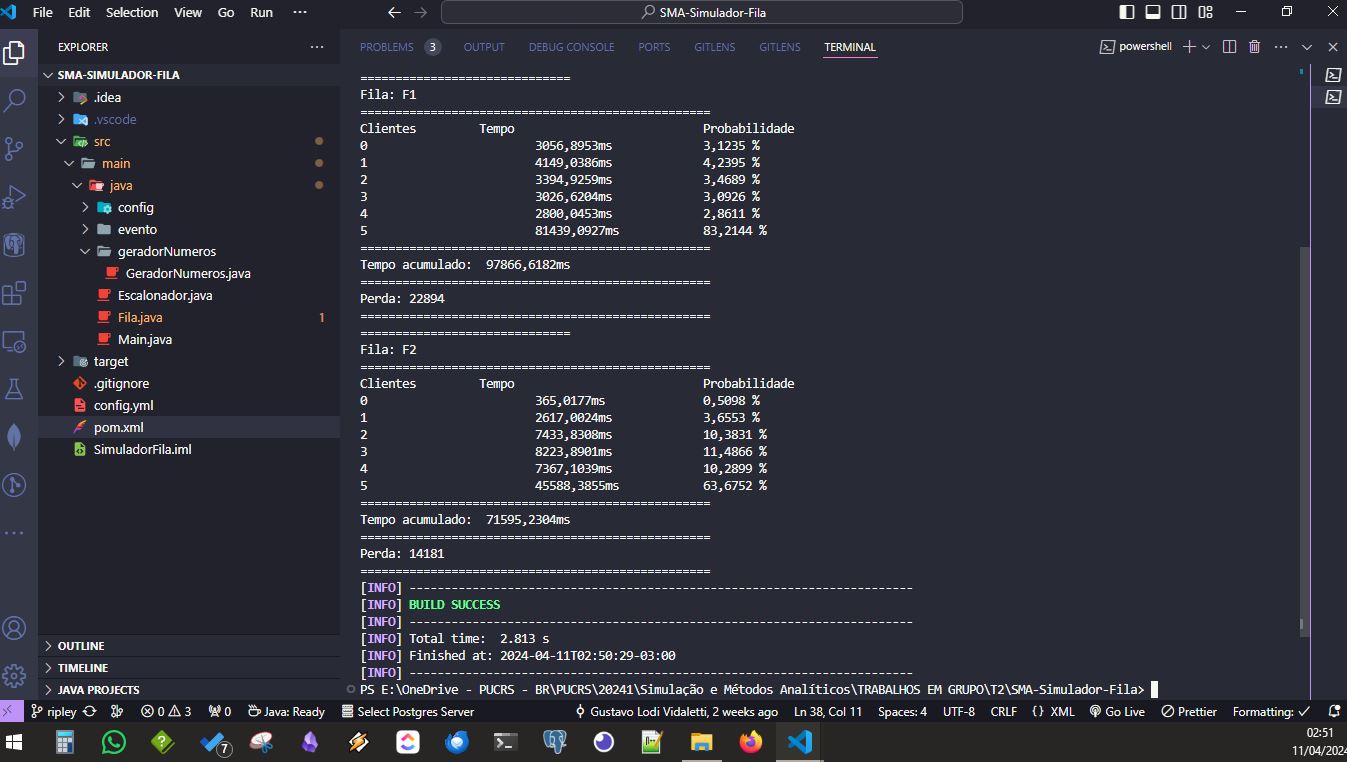 File Edit Selection View Go Run ··· SMA-Simulador-Fila
EXPLORER ···
SMA-SIMULADOR-FILA
.idea
.vscode
src
main
java
config
evento
geradorNumeros
GeradorNumeros.java
Escalonador.java
Fila.java 1
Main.java
target
.gitignore
config.yml
pom.xml
SimuladorFila.iml
OUTLINE
TIMELINE
JAVA PROJECTS
PROBLEMS 3 OUTPUT DEBUG CONSOLE PORTS GITLENS GITLENS TERMINAL powershell
==============================
Fila: F1
==================================================
Clientes Tempo Probabilidade
0 3056,8953ms 3,1235 %
1 4149,0386ms 4,2395 %
2 3394,9259ms 3,4689 %
3 3026,6204ms 3,0926 %
4 2800,0453ms 2,8611 %
5 81439,0927ms 83,2144 %
==================================================
Tempo acumulado: 97866,6182ms
==================================================
Perda: 22894
==================================================
==============================
Fila: F2
==================================================
Clientes Tempo Probabilidade
0 365,0177ms 0,5098 %
1 2617,0024ms 3,6553 %
2 7433,8308ms 10,3831 %
3 8223,8901ms 11,4866 %
4 7367,1039ms 10,2899 %
5 45588,3855ms 63,6752 %
==================================================
Tempo acumulado: 71595,2304ms
==================================================
Perda: 14181
==================================================
[INFO] ------------------------------------------------------------------------
[INFO] BUILD SUCCESS
[INFO] ------------------------------------------------------------------------
[INFO] Total time: 2.813 s
[INFO] Finished at: 2024-04-11T02:50:29-03:00
[INFO] ------------------------------------------------------------------------
PS E:\OneDrive - PUCRS - BR\PUCRS\20241\Simulação e Métodos Analíticos\TRABALHOS EM GRUPO\T2\SMA-Simulador-Fila>
ripley 0 3 0 Java: Ready Select Postgres Server Gustavo Lodi Vidaletti, 2 weeks ago Ln 38, Col 11 Spaces: 4 UTF-8 CRLF {} XML Go Live Prettier Formatting: ✓
7
02:51
11/04/2024